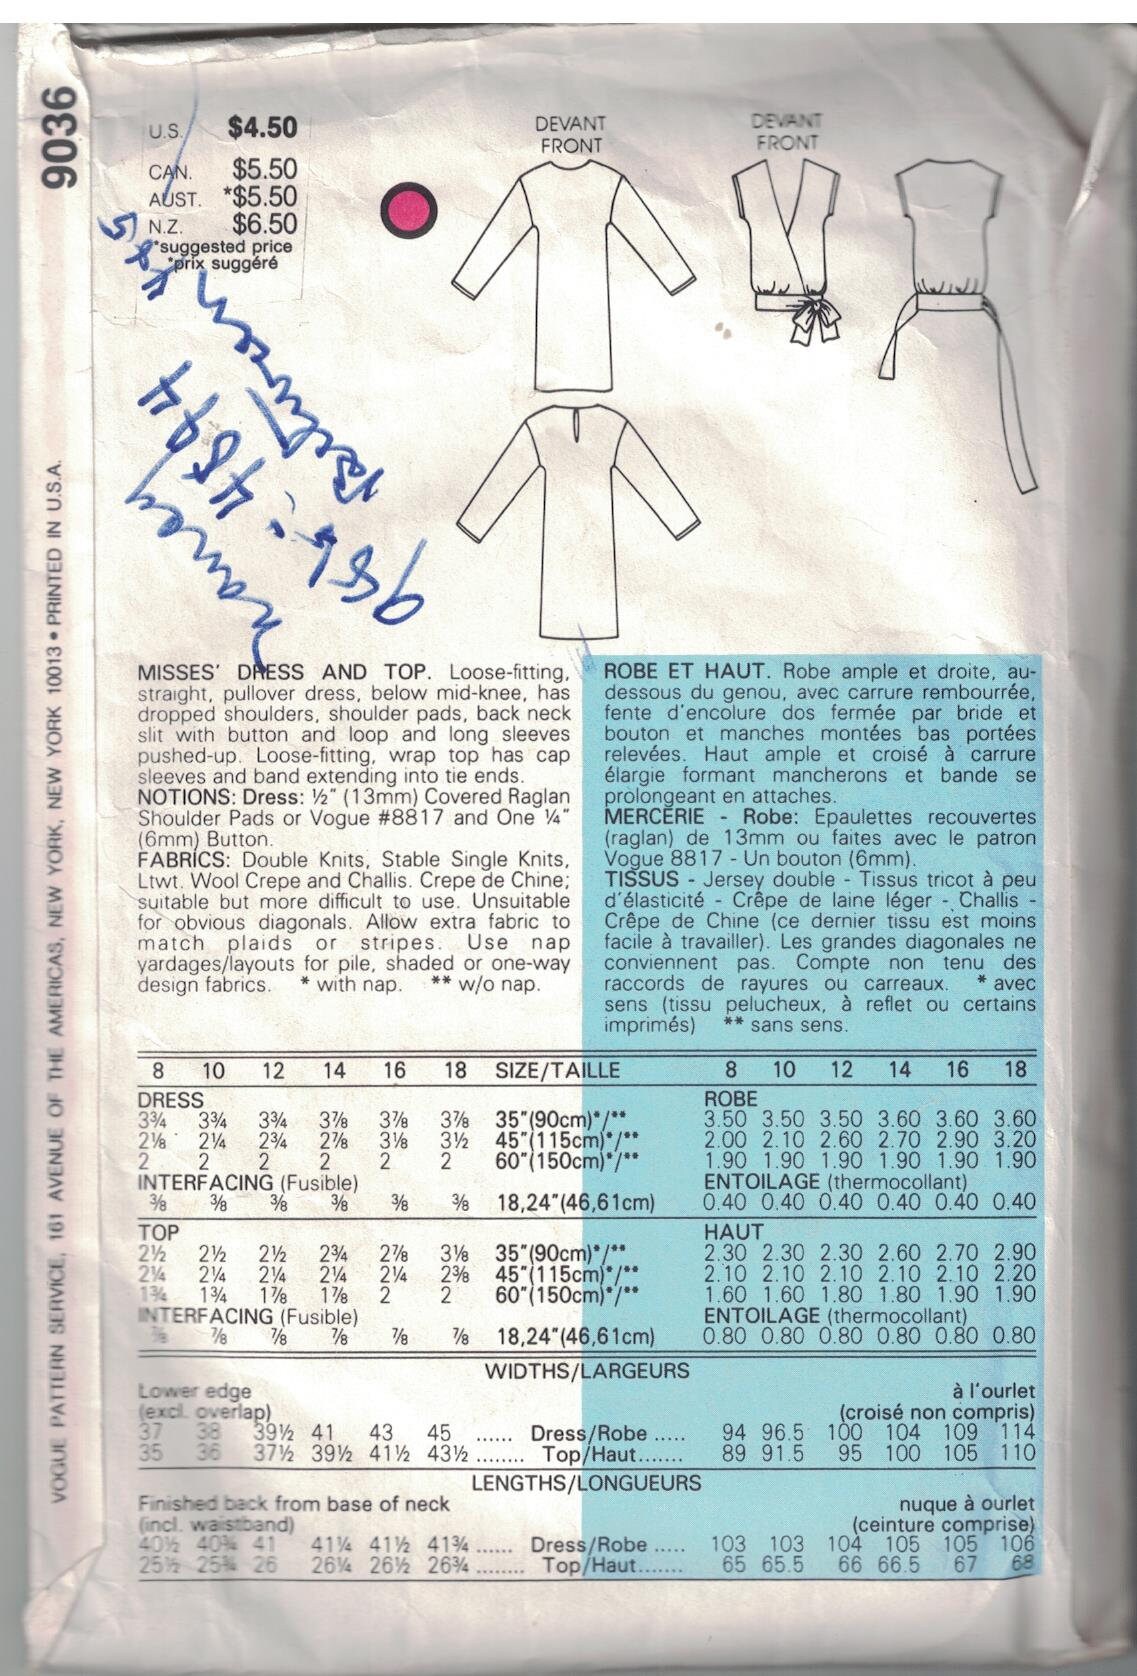 9036
VOGUE PATTERN SERVICE, 161 AVENUE OF THE AMERICAS, NEW YORK, NEW YORK 10013 • PRINTED IN U.S.A.
U.S. $4.50
CAN. $5.50
AUST. *$5.50
N.Z. $6.50
*suggested price
*prix suggéré
DEVANT
FRONT
DEVANT
FRONT
nancy
MISSES' DRESS AND TOP. Loose-fitting,
straight, pullover dress, below mid-knee, has
dropped shoulders, shoulder pads, back neck
slit with button and loop and long sleeves
pushed-up. Loose-fitting, wrap top has cap
sleeves and band extending into tie ends.
NOTIONS: Dress: ½" (13mm) Covered Raglan
Shoulder Pads or Vogue #8817 and One ¼"
(6mm) Button.
FABRICS: Double Knits, Stable Single Knits,
Ltwt. Wool Crepe and Challis. Crepe de Chine;
suitable but more difficult to use. Unsuitable
for obvious diagonals. Allow extra fabric to
match plaids or stripes. Use nap
yardages/layouts for pile, shaded or one-way
design fabrics. * with nap. ** w/o nap.
ROBE ET HAUT. Robe ample et droite, au-
dessous du genou, avec carrure rembourrée,
fente d'encolure dos fermée par bride et
bouton et manches montées bas portées
relevées. Haut ample et croisé à carrure
élargie formant mancherons et bande se
prolongeant en attaches.
MERCERIE - Robe: Epaulettes recouvertes
(raglan) de 13mm ou faites avec le patron
Vogue 8817 - Un bouton (6mm).
TISSUS - Jersey double - Tissus tricot à peu
d'élasticité - Crêpe de laine léger - Challis -
Crêpe de Chine (ce dernier tissu est moins
facile à travailler). Les grandes diagonales ne
conviennent pas. Compte non tenu des
raccords de rayures ou carreaux. * avec
sens (tissu pelucheux, à reflet ou certains
imprimés) ** sans sens.
8 10 12 14 16 18 SIZE/TAILLE 8 10 12 14 16 18
DRESS ROBE
3¾ 3¾ 3¾ 3⅞ 3⅞ 3⅞ 35"(90cm)*/** 3.50 3.50 3.50 3.60 3.60 3.60
2⅛ 2¼ 2¾ 2⅞ 3⅛ 3½ 45"(115cm)*/** 2.00 2.10 2.60 2.70 2.90 3.20
2 2 2 2 2 2 60"(150cm)*/** 1.90 1.90 1.90 1.90 1.90 1.90
INTERFACING (Fusible) ENTOILAGE (thermocollant)
⅜ ⅜ ⅜ ⅜ ⅜ ⅜ 18,24"(46,61cm) 0.40 0.40 0.40 0.40 0.40 0.40
TOP HAUT
2½ 2½ 2½ 2¾ 2⅞ 3⅛ 35"(90cm)*/** 2.30 2.30 2.30 2.60 2.70 2.90
2¼ 2¼ 2¼ 2¼ 2¼ 2⅜ 45"(115cm)*/** 2.10 2.10 2.10 2.10 2.10 2.20
1¾ 1¾ 1⅞ 1⅞ 2 2 60"(150cm)*/** 1.60 1.60 1.80 1.80 1.90 1.90
INTERFACING (Fusible) ENTOILAGE (thermocollant)
⅞ ⅞ ⅞ ⅞ ⅞ ⅞ 18,24"(46,61cm) 0.80 0.80 0.80 0.80 0.80 0.80
WIDTHS/LARGEURS
Lower edge à l'ourlet
(excl. overlap) (croisé non compris)
37 38 39½ 41 43 45 ...... Dress/Robe ..... 94 96.5 100 104 109 114
35 36 37½ 39½ 41½ 43½ ........ Top/Haut....... 89 91.5 95 100 105 110
LENGTHS/LONGUEURS
Finished back from base of neck nuque à ourlet
(incl. waistband) (ceinture comprise)
40½ 40¾ 41 41¼ 41½ 41¾ ...... Dress/Robe ..... 103 103 104 105 105 106
25½ 25¾ 26 26¼ 26½ 26¾ ........ Top/Haut....... 65 65.5 66 66.5 67 68